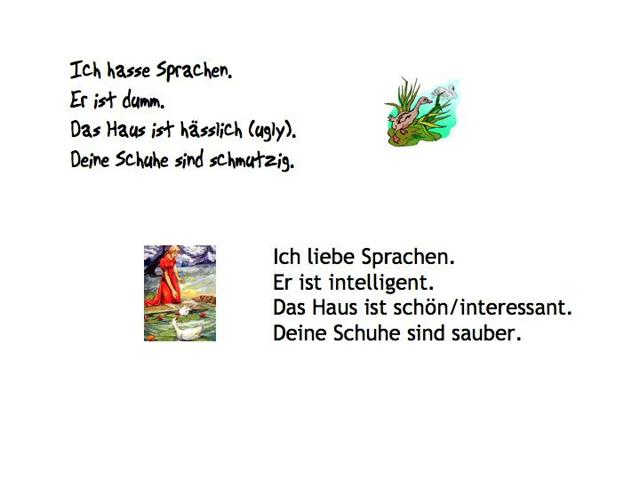 Ich hasse Sprachen.
Er ist dumm.
Das Haus ist hässlich (ugly).
Deine Schuhe sind schmutzig.
Ich liebe Sprachen.
Er ist intelligent.
Das Haus ist schön/interessant.
Deine Schuhe sind sauber.